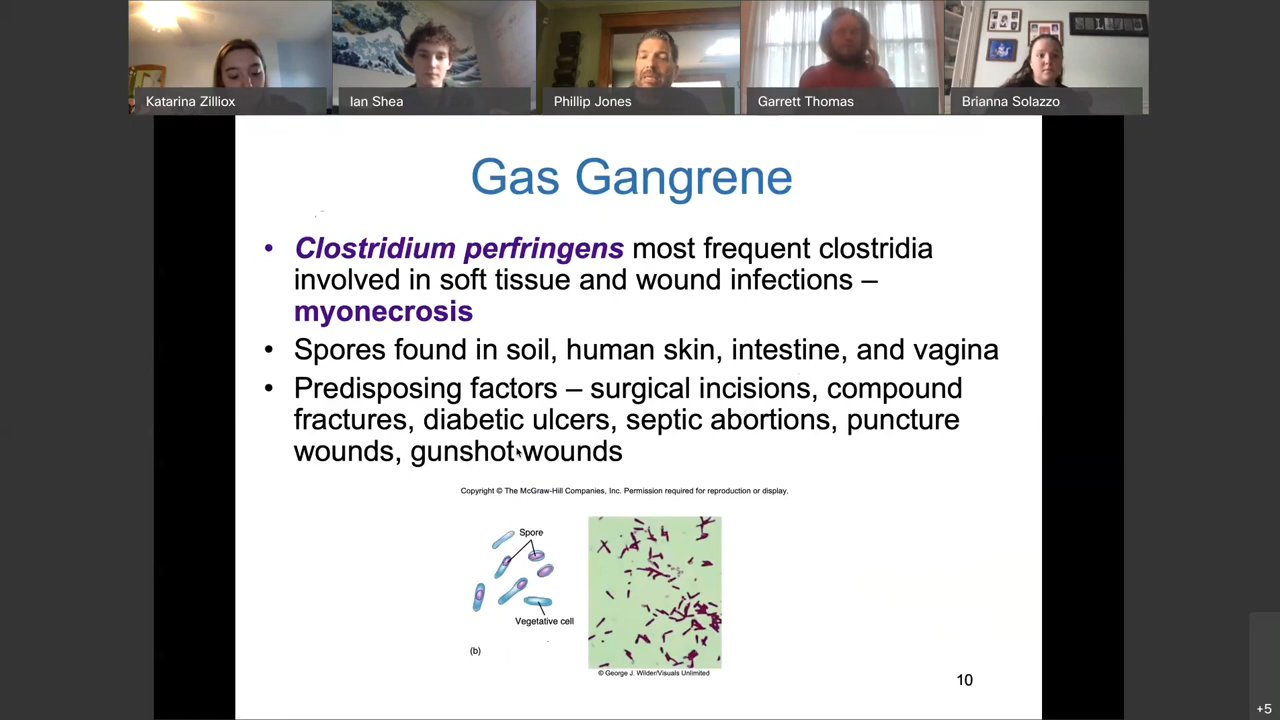 Katarina Zilliox
Ian Shea
Phillip Jones
Garrett Thomas
Brianna Solazzo
Gas Gangrene
• Clostridium perfringens most frequent clostridia
involved in soft tissue and wound infections –
myonecrosis
• Spores found in soil, human skin, intestine, and vagina
• Predisposing factors – surgical incisions, compound
fractures, diabetic ulcers, septic abortions, puncture
wounds, gunshot wounds
Copyright © The McGraw-Hill Companies, Inc. Permission required for reproduction or display.
Spore
Vegetative cell
(b)
© George J. Wilder/Visuals Unlimited
10
+5